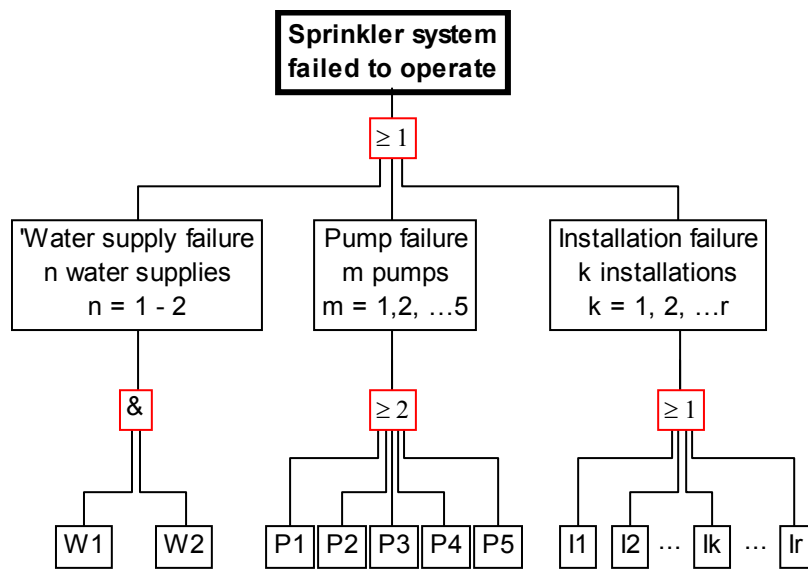 Sprinkler system
failed to operate
≥ 1
'Water supply failure
n water supplies
n = 1 - 2
Pump failure
m pumps
m = 1,2, ...5
Installation failure
k installations
k = 1, 2, ...r
&
≥ 2
≥ 1
W1 W2 P1 P2 P3 P4 P5 I1 I2 ... Ik ... Ir